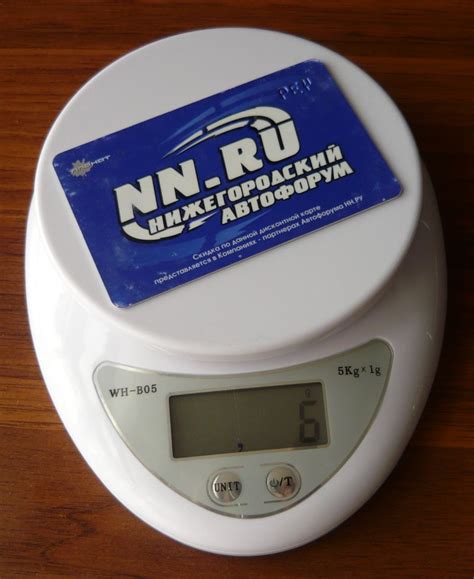 NN.RU
НИЖЕГОРОДСКИЙ
АВТОФОРУМ
Скидка по данной дисконтной карте
предоставляется в Компаниях - партнерах Автофорума NN.Ру
WH-B05
5Kg×1g
g
6
UNIT
⏻/T